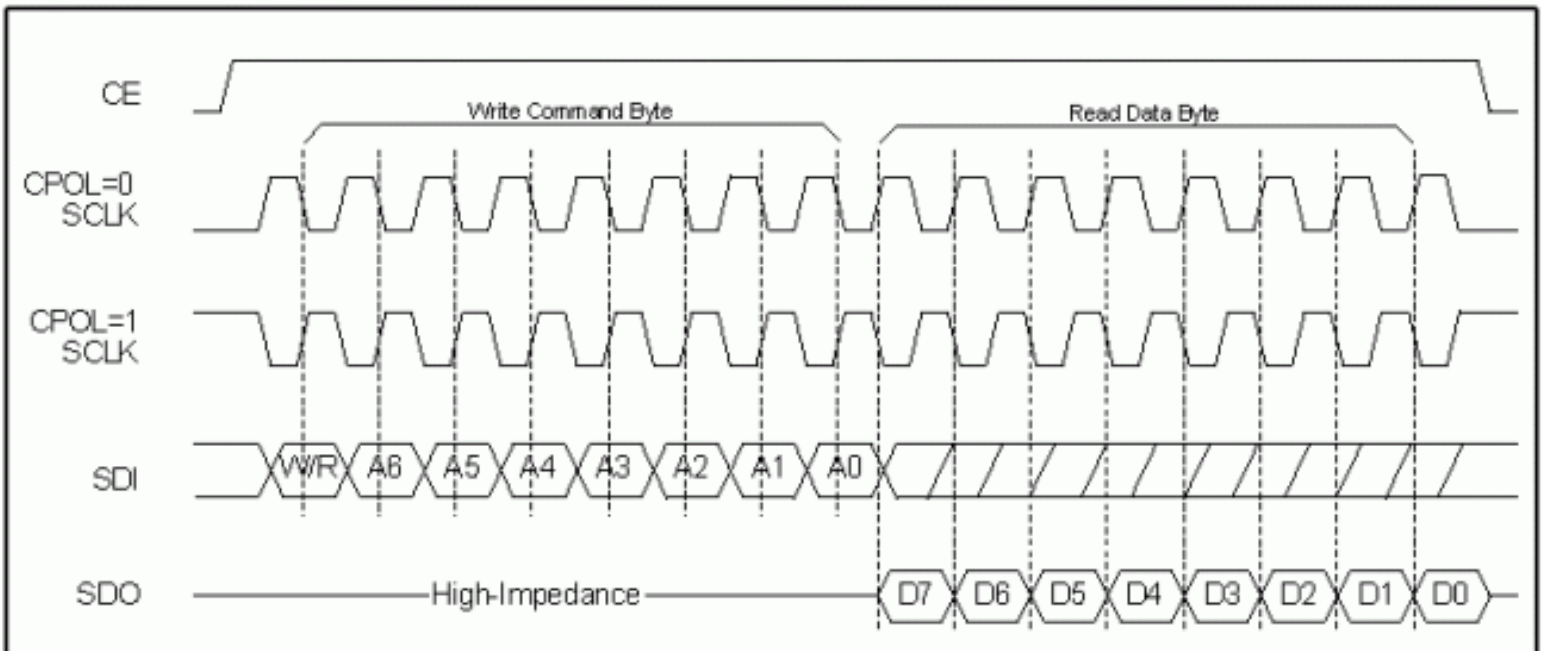 CE
Write Command Byte
Read Data Byte
CPOL=0
SCLK
CPOL=1
SCLK
SDI W/R A6 A5 A4 A3 A2 A1 A0
SDO High-Impedance D7 D6 D5 D4 D3 D2 D1 D0